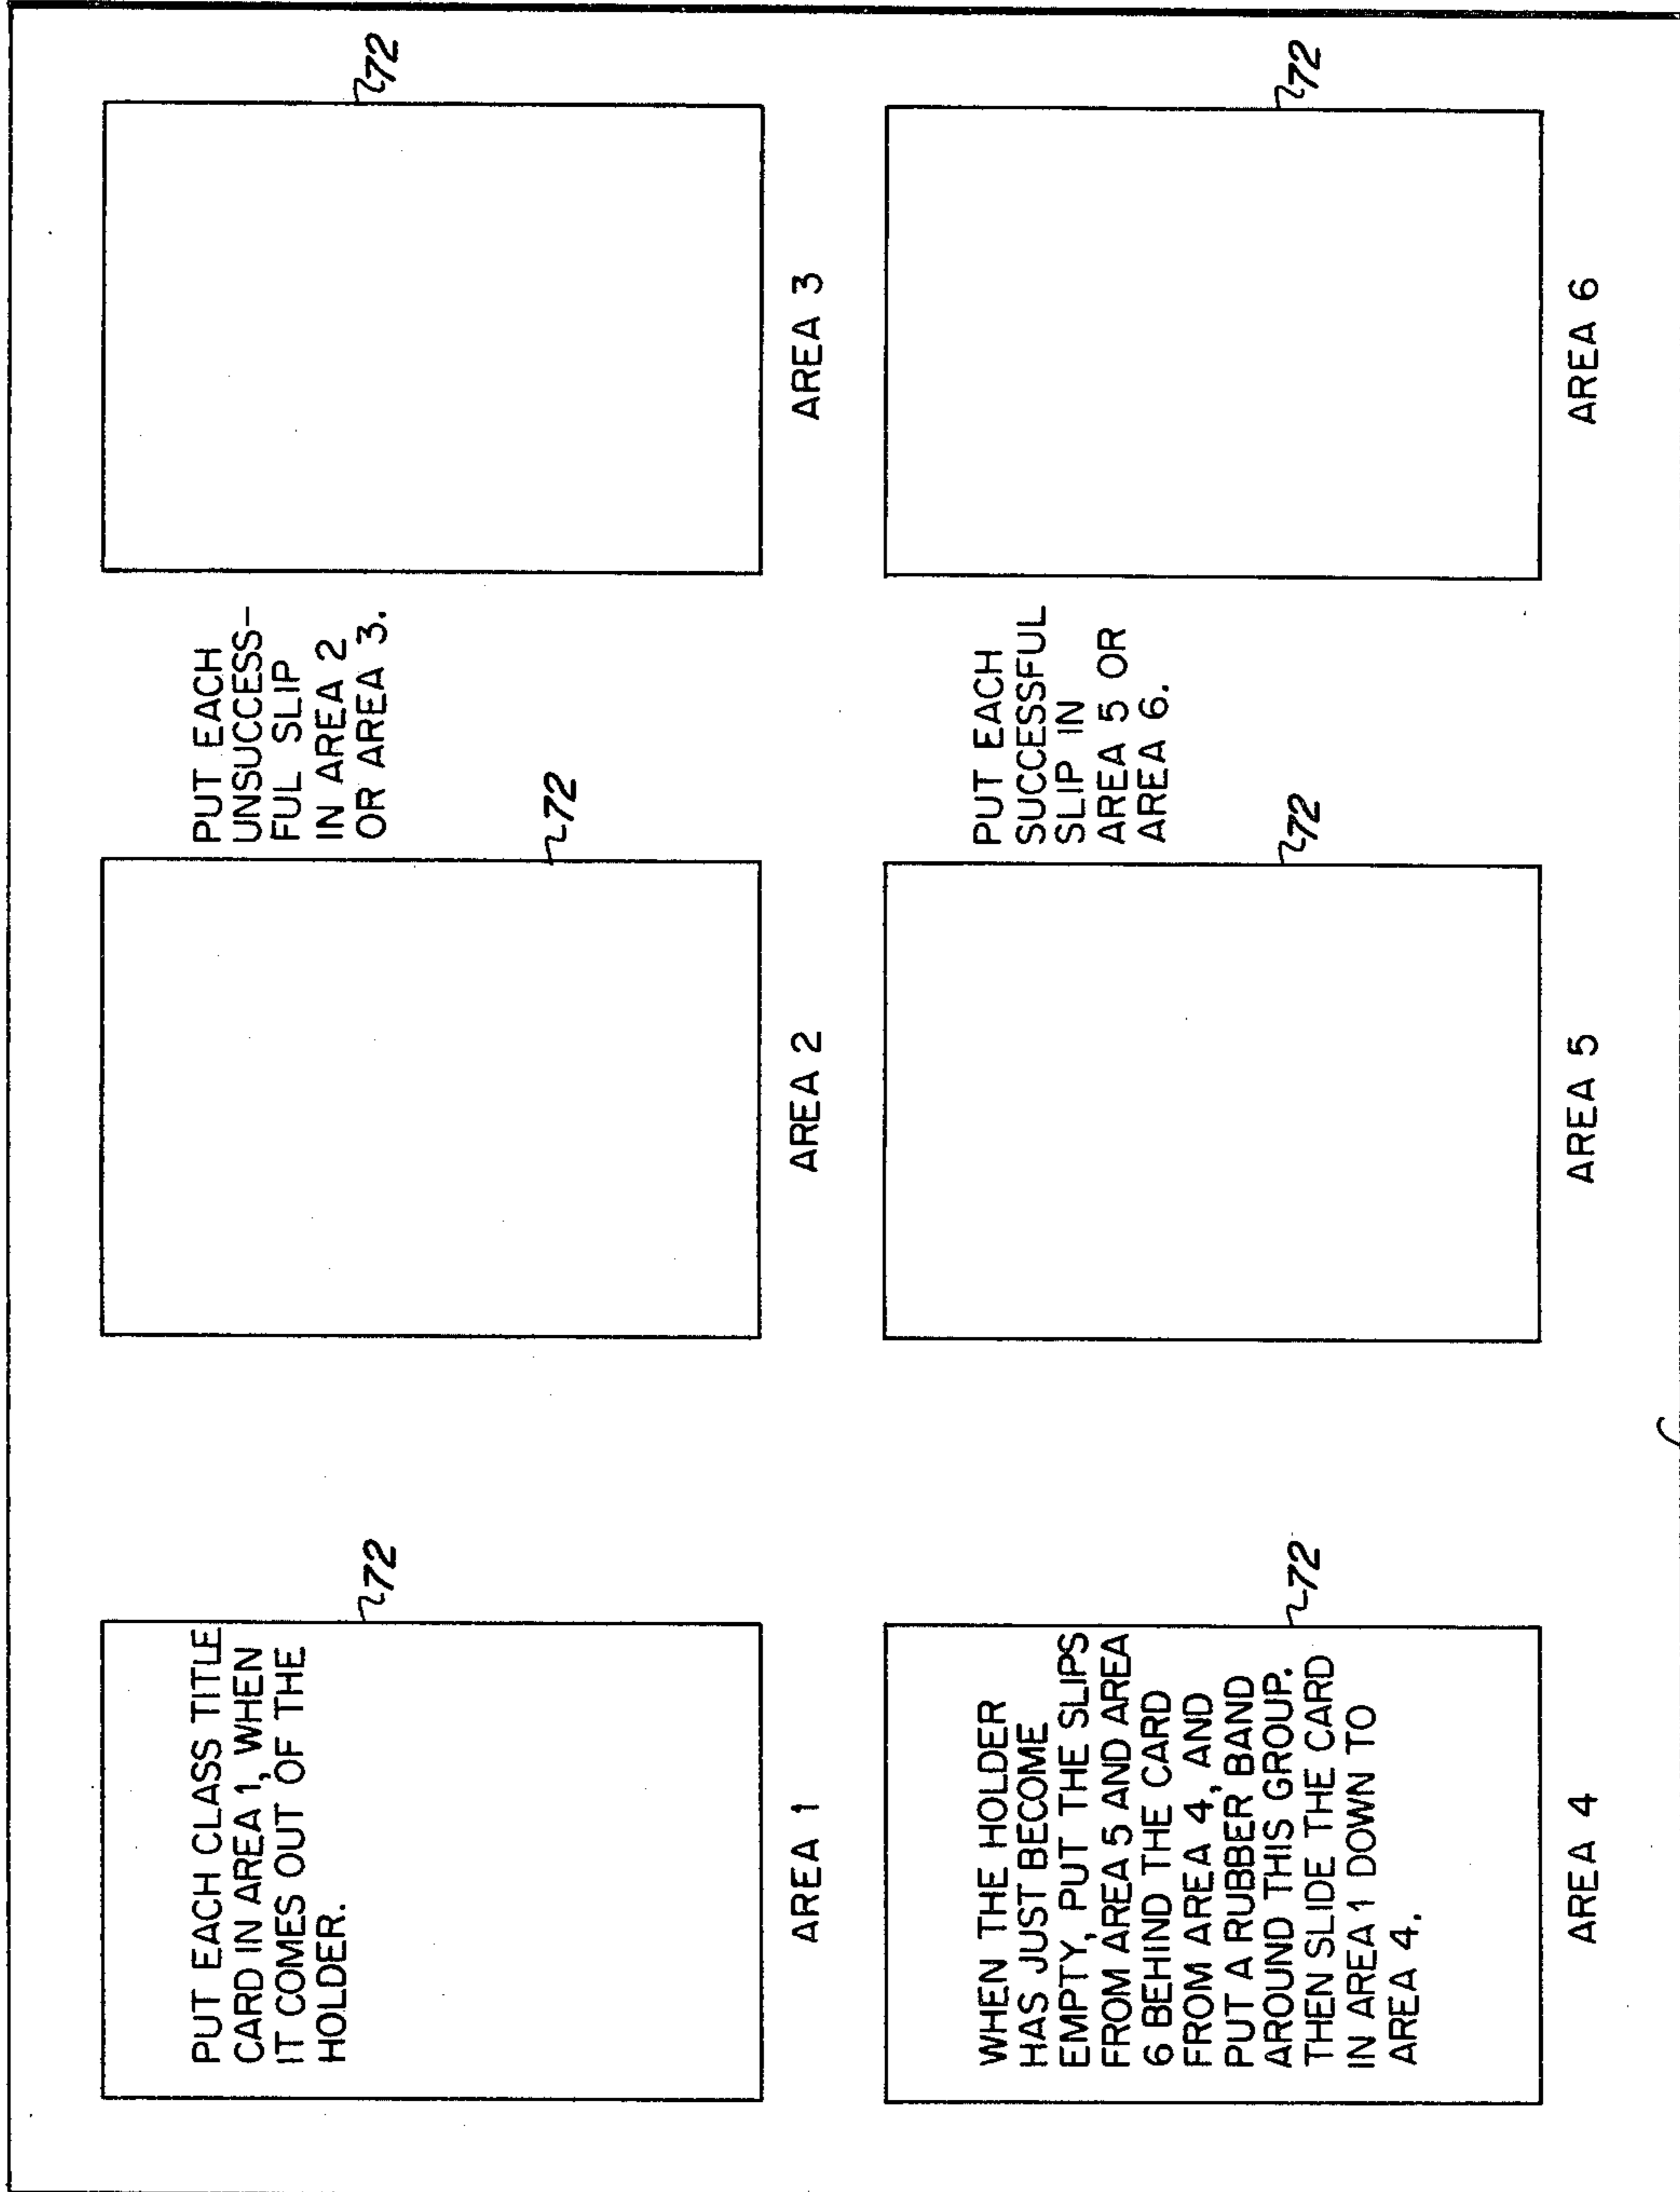 PUT EACH CLASS TITLE
CARD IN AREA 1, WHEN
IT COMES OUT OF THE
HOLDER.
72
AREA 1
72
AREA 2
PUT EACH
UNSUCCESS-
FUL SLIP
IN AREA 2
OR AREA 3.
72
AREA 3
WHEN THE HOLDER
HAS JUST BECOME
EMPTY, PUT THE SLIPS
FROM AREA 5 AND AREA
6 BEHIND THE CARD
FROM AREA 4, AND
PUT A RUBBER BAND
AROUND THIS GROUP.
THEN SLIDE THE CARD
IN AREA 1 DOWN TO
AREA 4.
72
AREA 4
72
AREA 5
PUT EACH
SUCCESSFUL
SLIP IN
AREA 5 OR
AREA 6.
72
AREA 6